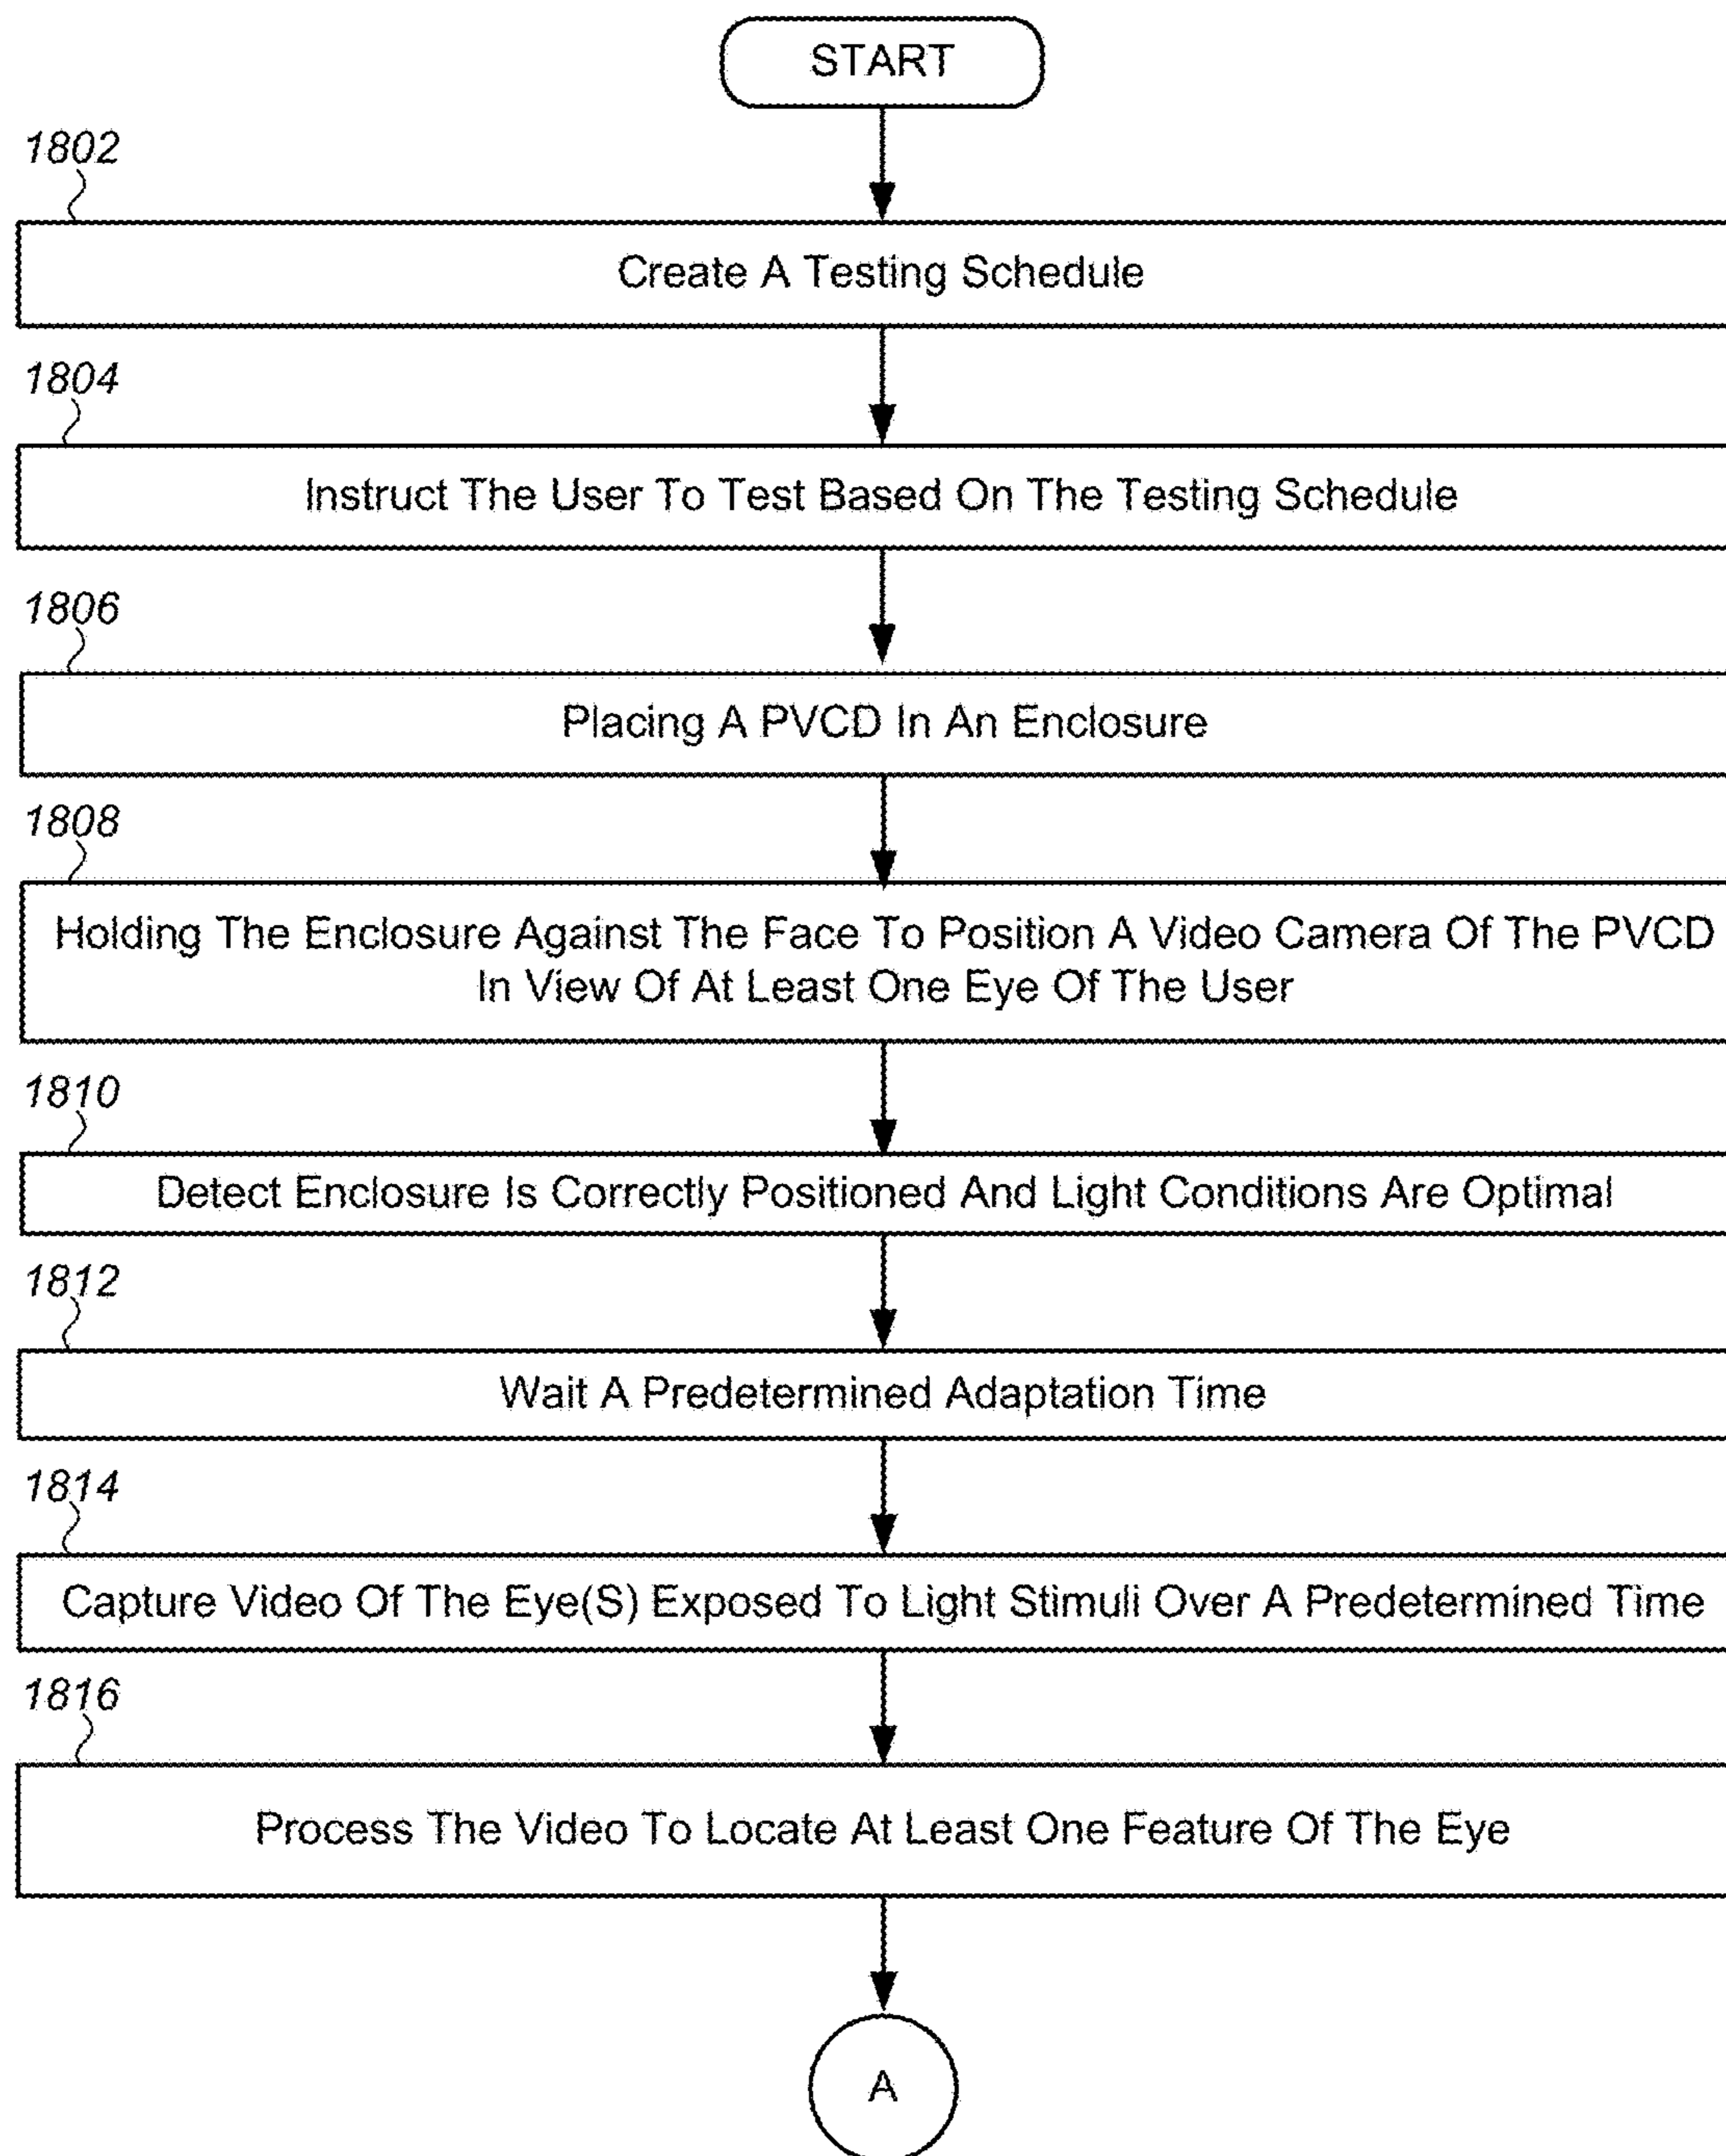 START
1802
Create A Testing Schedule
1804
Instruct The User To Test Based On The Testing Schedule
1806
Placing A PVCD In An Enclosure
1808
Holding The Enclosure Against The Face To Position A Video Camera Of The PVCD
In View Of At Least One Eye Of The User
1810
Detect Enclosure Is Correctly Positioned And Light Conditions Are Optimal
1812
Wait A Predetermined Adaptation Time
1814
Capture Video Of The Eye(S) Exposed To Light Stimuli Over A Predetermined Time
1816
Process The Video To Locate At Least One Feature Of The Eye
A